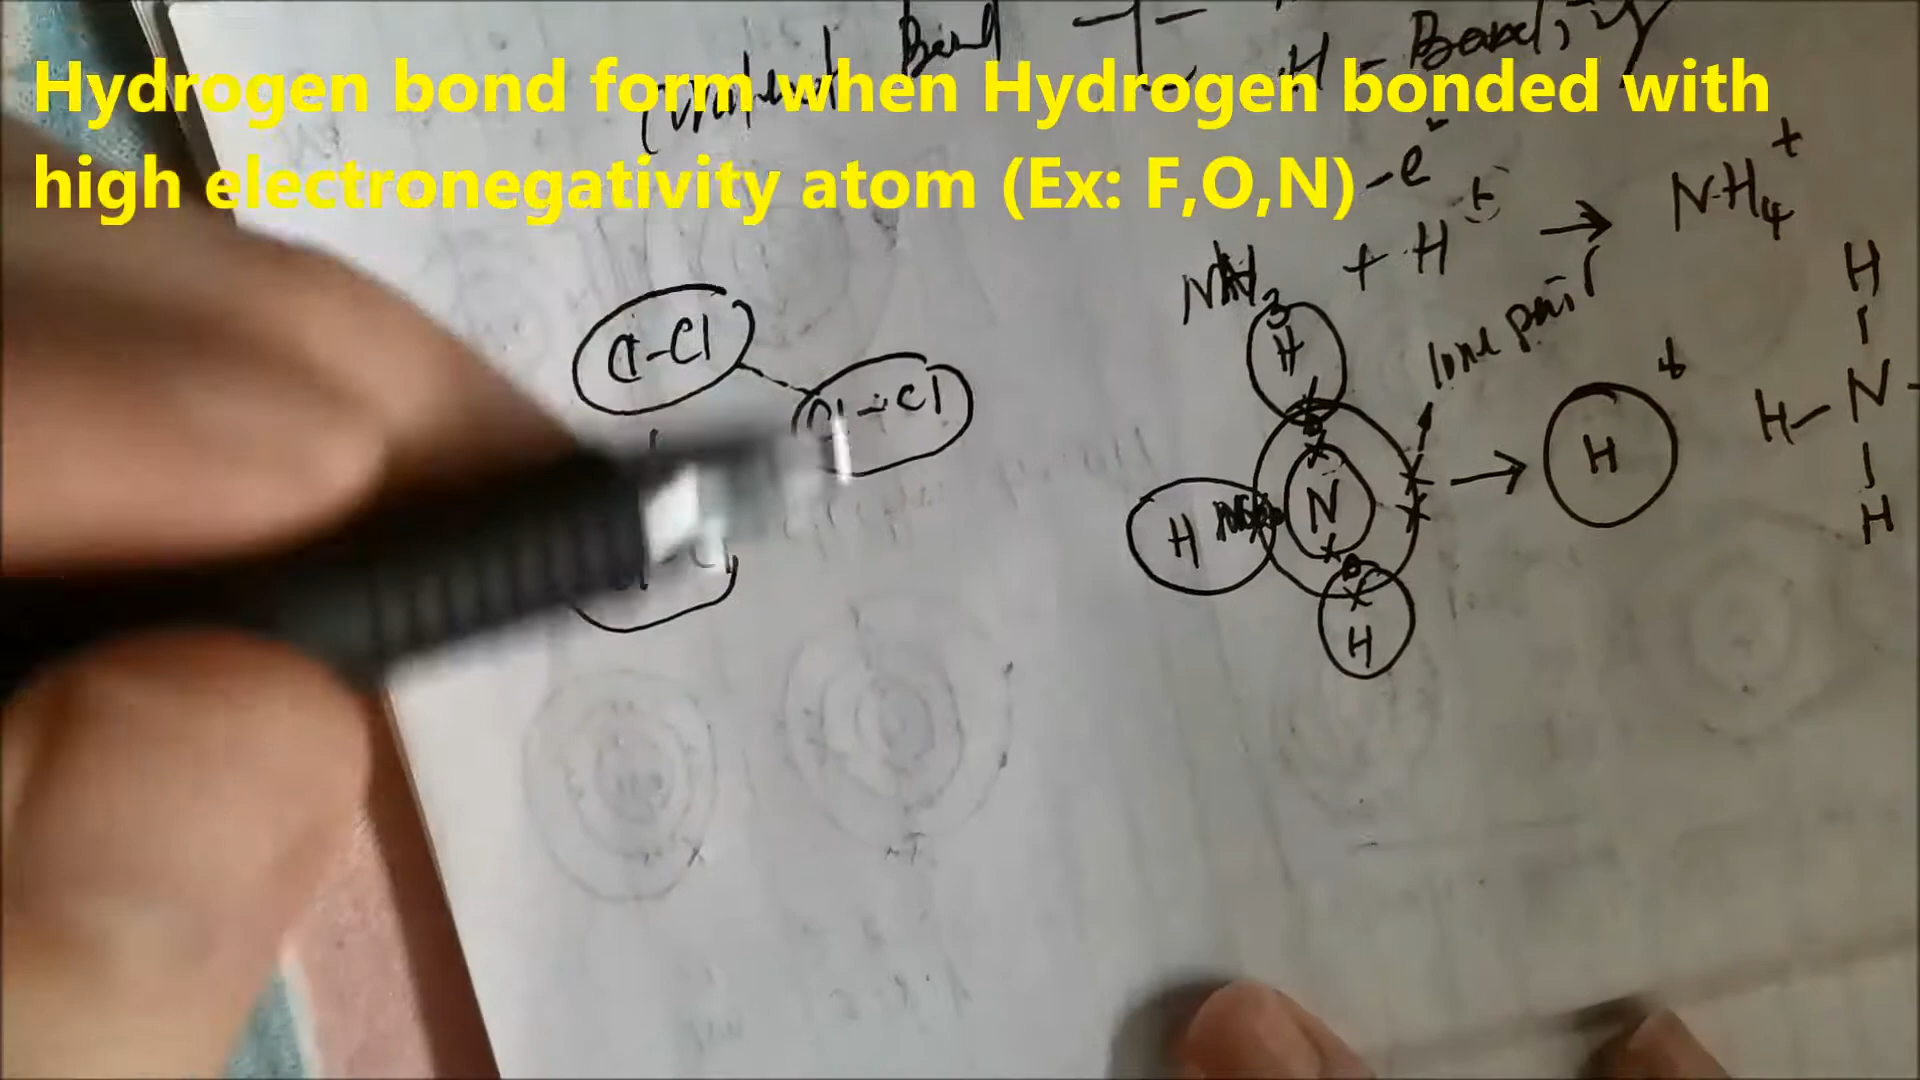 Bond
H - Bonding
Hydrogen bond form when Hydrogen bonded with
high electronegativity atom (Ex: F,O,N)
-e
NH3 + H+ → NH4+
lone pair
Cl-Cl
Cl-Cl
H
H N → H +
H
H
H-N-
H